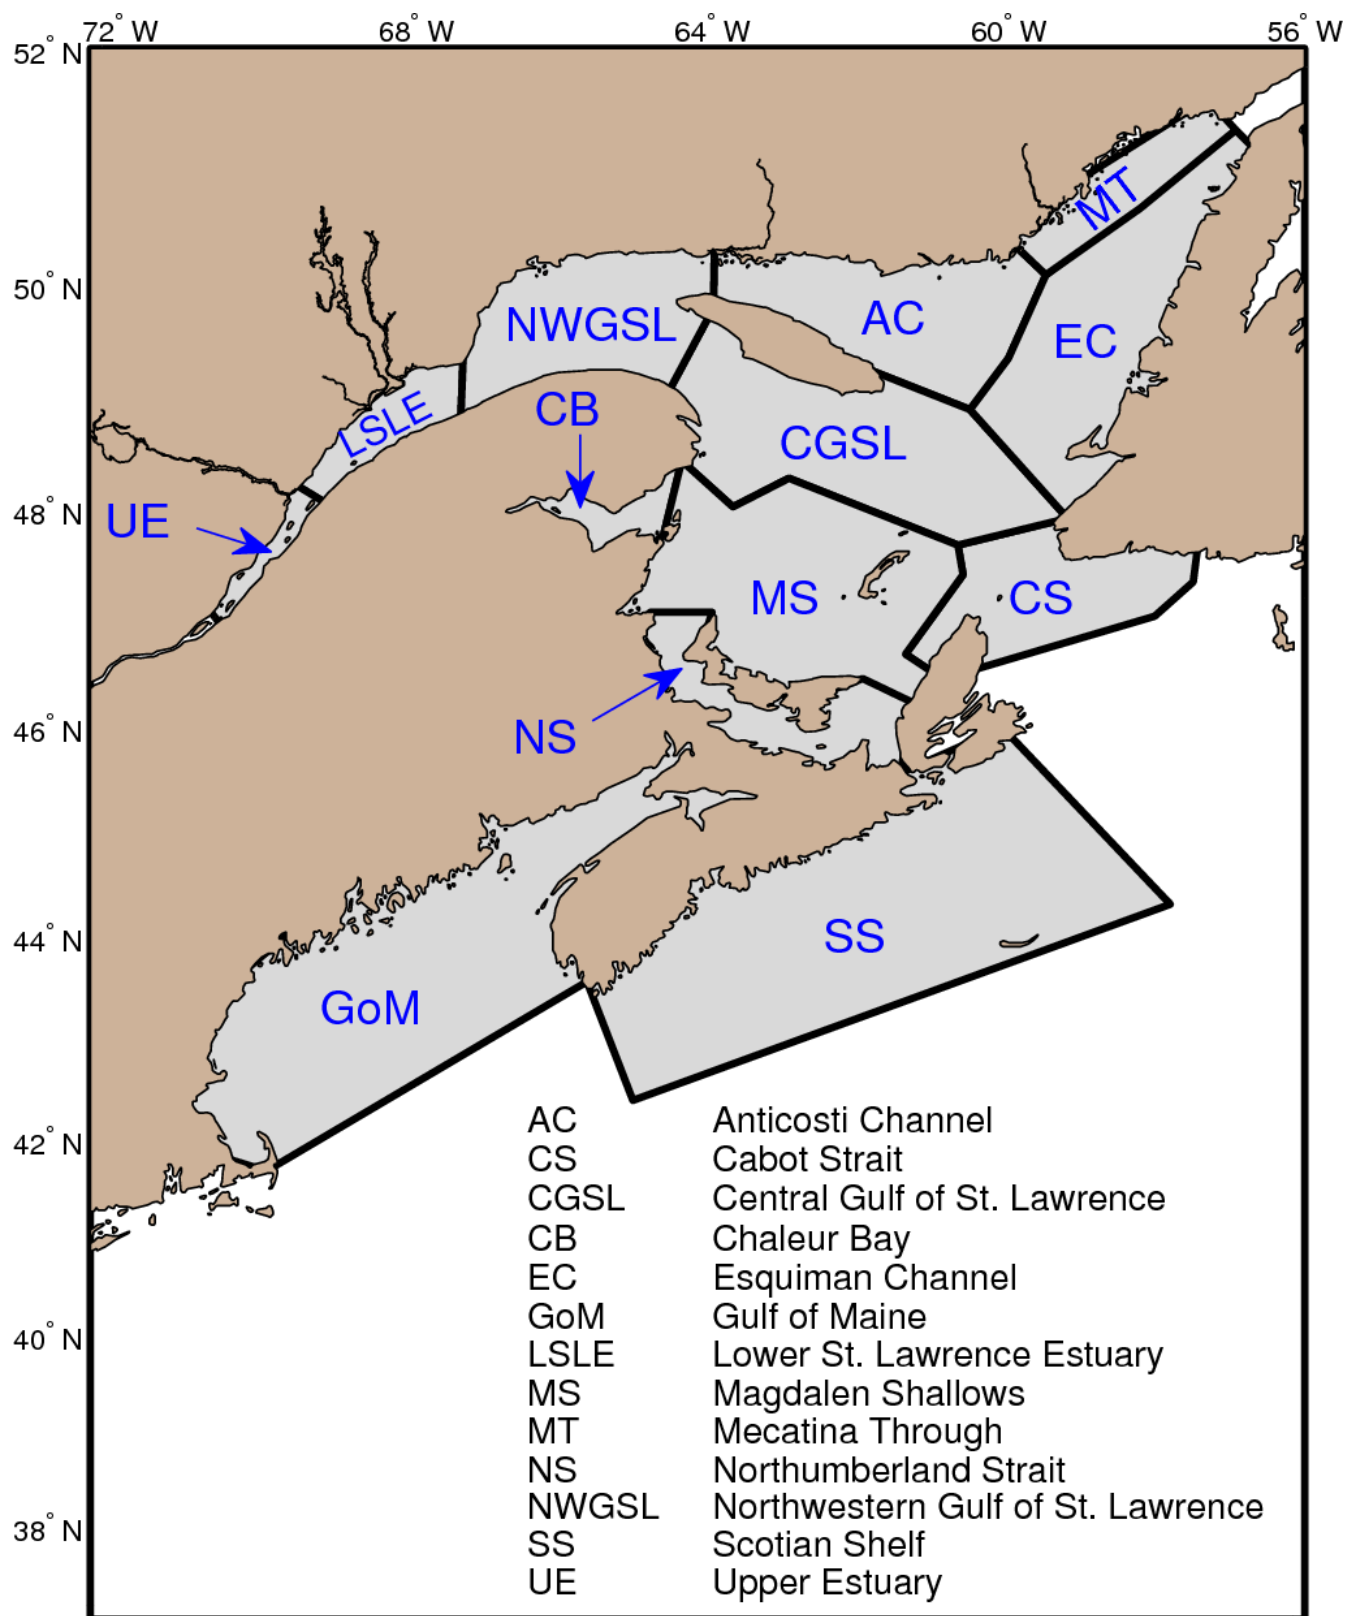 72° W 68° W 64° W 60° W 56° W
52° N
MT
50° N
NWGSL AC
EC
CB
LSLE CGSL
48° N
UE
MS CS
46° N
NS
44° N
SS
GoM
42° N
AC Anticosti Channel
CS Cabot Strait
CGSL Central Gulf of St. Lawrence
CB Chaleur Bay
EC Esquiman Channel
40° N
GoM Gulf of Maine
LSLE Lower St. Lawrence Estuary
MS Magdalen Shallows
MT Mecatina Through
NS Northumberland Strait
NWGSL Northwestern Gulf of St. Lawrence
38° N
SS Scotian Shelf
UE Upper Estuary